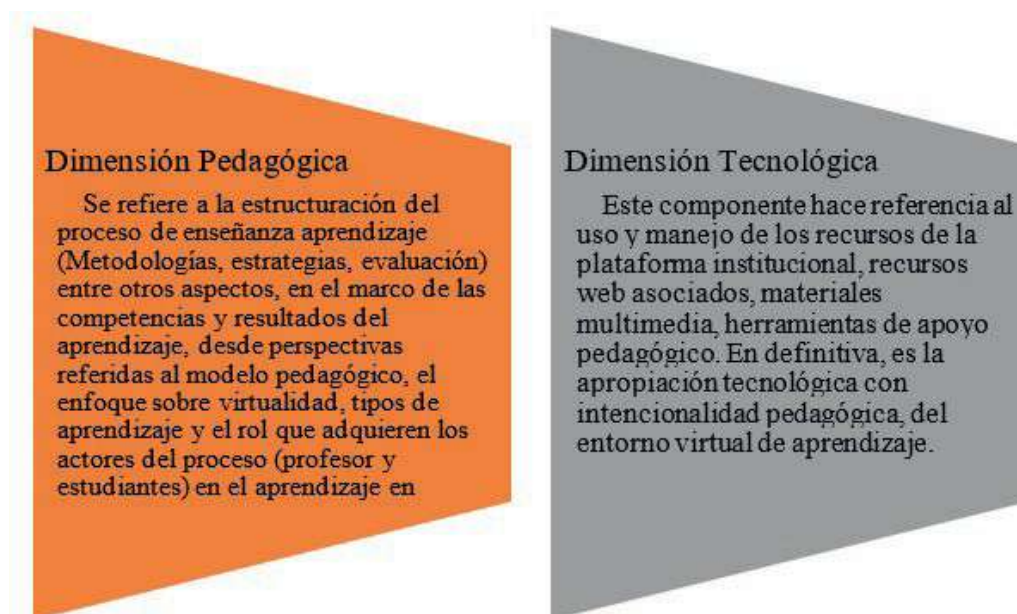 Dimensión Pedagógica
Se refiere a la estructuración del
proceso de enseñanza aprendizaje
(Metodologías, estrategias, evaluación)
entre otros aspectos, en el marco de las
competencias y resultados del
aprendizaje, desde perspectivas
referidas al modelo pedagógico, el
enfoque sobre virtualidad, tipos de
aprendizaje y el rol que adquieren los
actores del proceso (profesor y
estudiantes) en el aprendizaje en
Dimensión Tecnológica
Este componente hace referencia al
uso y manejo de los recursos de la
plataforma institucional, recursos
web asociados, materiales
multimedia, herramientas de apoyo
pedagógico. En definitiva, es la
apropiación tecnológica con
intencionalidad pedagógica, del
entorno virtual de aprendizaje.